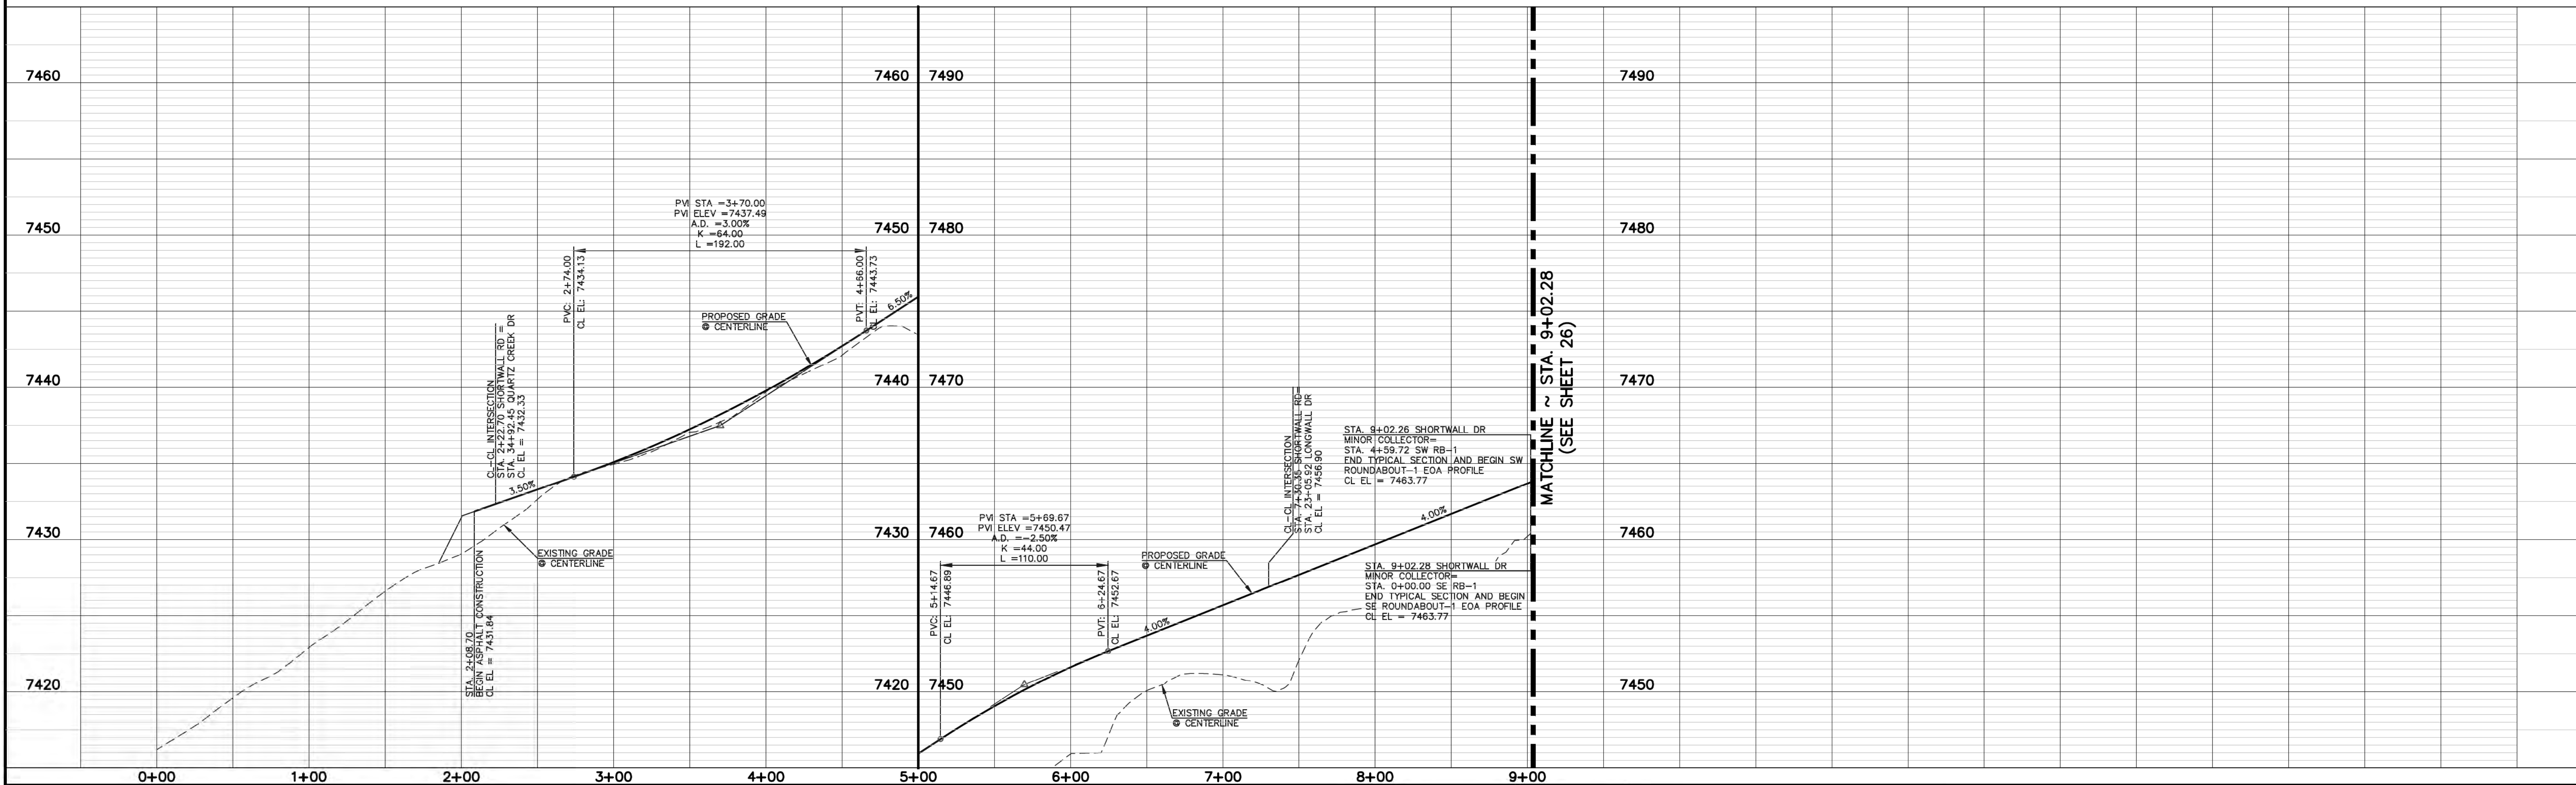 7460
7450
7440
7430
7420
CL-CL INTERSECTION
STA. 2+22.70 SHORTWALL RD =
STA. 34+92.45 QUARTZ CREEK DR
CL EL = 7432.33
3.50%
STA. 2+08.70
BEGIN ASPHALT CONSTRUCTION
CL EL = 7431.84
EXISTING GRADE
@ CENTERLINE
PVC: 2+74.00
CL EL: 7434.13
PVI STA =3+70.00
PVI ELEV =7437.49
A.D. =3.00%
K =64.00
L =192.00
PROPOSED GRADE
@ CENTERLINE
PVT: 4+66.00
CL EL: 7443.73
6.50%
7460 7490
7450 7480
7440 7470
7430 7460
7420 7450
PVC: 5+14.67
CL EL: 7446.89
PVI STA =5+69.67
PVI ELEV =7450.47
A.D. =-2.50%
K =44.00
L =110.00
PVT: 6+24.67
CL EL: 7452.67
4.00%
PROPOSED GRADE
@ CENTERLINE
EXISTING GRADE
@ CENTERLINE
CL-CL INTERSECTION
STA. 7+30.35 SHORTWALL RD=
STA. 23+05.92 LONGWALL DR
CL EL = 7456.90
STA. 9+02.26 SHORTWALL DR
MINOR COLLECTOR=
STA. 4+59.72 SW RB-1
END TYPICAL SECTION AND BEGIN SW
ROUNDABOUT-1 EOA PROFILE
CL EL = 7463.77
4.00%
STA. 9+02.28 SHORTWALL DR
MINOR COLLECTOR=
STA. 0+00.00 SE RB-1
END TYPICAL SECTION AND BEGIN
SE ROUNDABOUT-1 EOA PROFILE
CL EL = 7463.77
MATCHLINE ~ STA. 9+02.28
(SEE SHEET 26)
7490
7480
7470
7460
7450
0+00 1+00 2+00 3+00 4+00 5+00 6+00 7+00 8+00 9+00